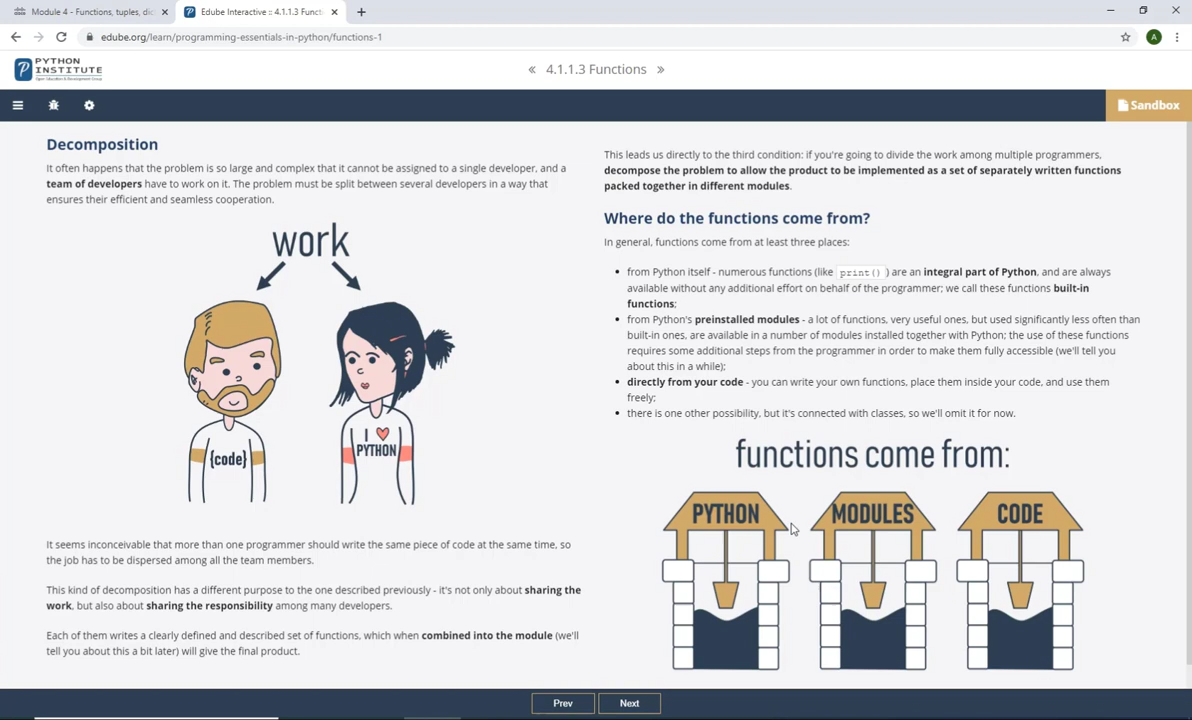 Module 4 - Functions, tuples, dic
Edube Interactive :: 4.1.1.3 Funct
edube.org/learn/programming-essentials-in-python/functions-1
A
PYTHON
INSTITUTE
Open Education & Development Group
« 4.1.1.3 Functions »
Sandbox
Decomposition
It often happens that the problem is so large and complex that it cannot be assigned to a single developer, and a
team of developers have to work on it. The problem must be split between several developers in a way that
ensures their efficient and seamless cooperation.
work
{code}
I ♥
PYTHON
It seems inconceivable that more than one programmer should write the same piece of code at the same time, so
the job has to be dispersed among all the team members.
This kind of decomposition has a different purpose to the one described previously - it's not only about sharing the
work, but also about sharing the responsibility among many developers.
Each of them writes a clearly defined and described set of functions, which when combined into the module (we'll
tell you about this a bit later) will give the final product.
This leads us directly to the third condition: if you're going to divide the work among multiple programmers,
decompose the problem to allow the product to be implemented as a set of separately written functions
packed together in different modules.
Where do the functions come from?
In general, functions come from at least three places:
• from Python itself - numerous functions (like print() ) are an integral part of Python, and are always
available without any additional effort on behalf of the programmer; we call these functions built-in
functions;
• from Python's preinstalled modules - a lot of functions, very useful ones, but used significantly less often than
built-in ones, are available in a number of modules installed together with Python; the use of these functions
requires some additional steps from the programmer in order to make them fully accessible (we'll tell you
about this in a while);
• directly from your code - you can write your own functions, place them inside your code, and use them
freely;
• there is one other possibility, but it's connected with classes, so we'll omit it for now.
functions come from:
PYTHON
MODULES
CODE
Prev
Next